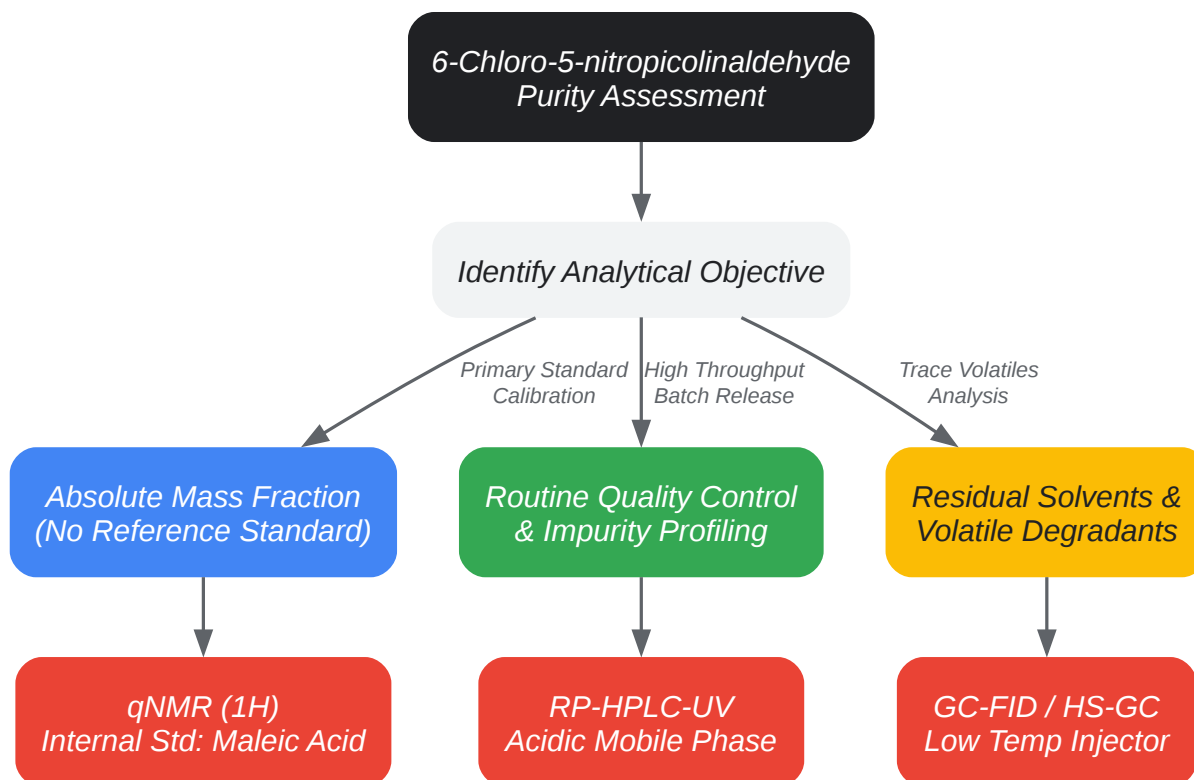 6-Chloro-5-nitropicolinaldehyde
Purity Assessment
Identify Analytical Objective
Primary Standard
Calibration
High Throughput
Batch Release
Trace Volatiles
Analysis
Absolute Mass Fraction
(No Reference Standard)
Routine Quality Control
& Impurity Profiling
Residual Solvents &
Volatile Degradants
qNMR (1H)
Internal Std: Maleic Acid
RP-HPLC-UV
Acidic Mobile Phase
GC-FID / HS-GC
Low Temp Injector